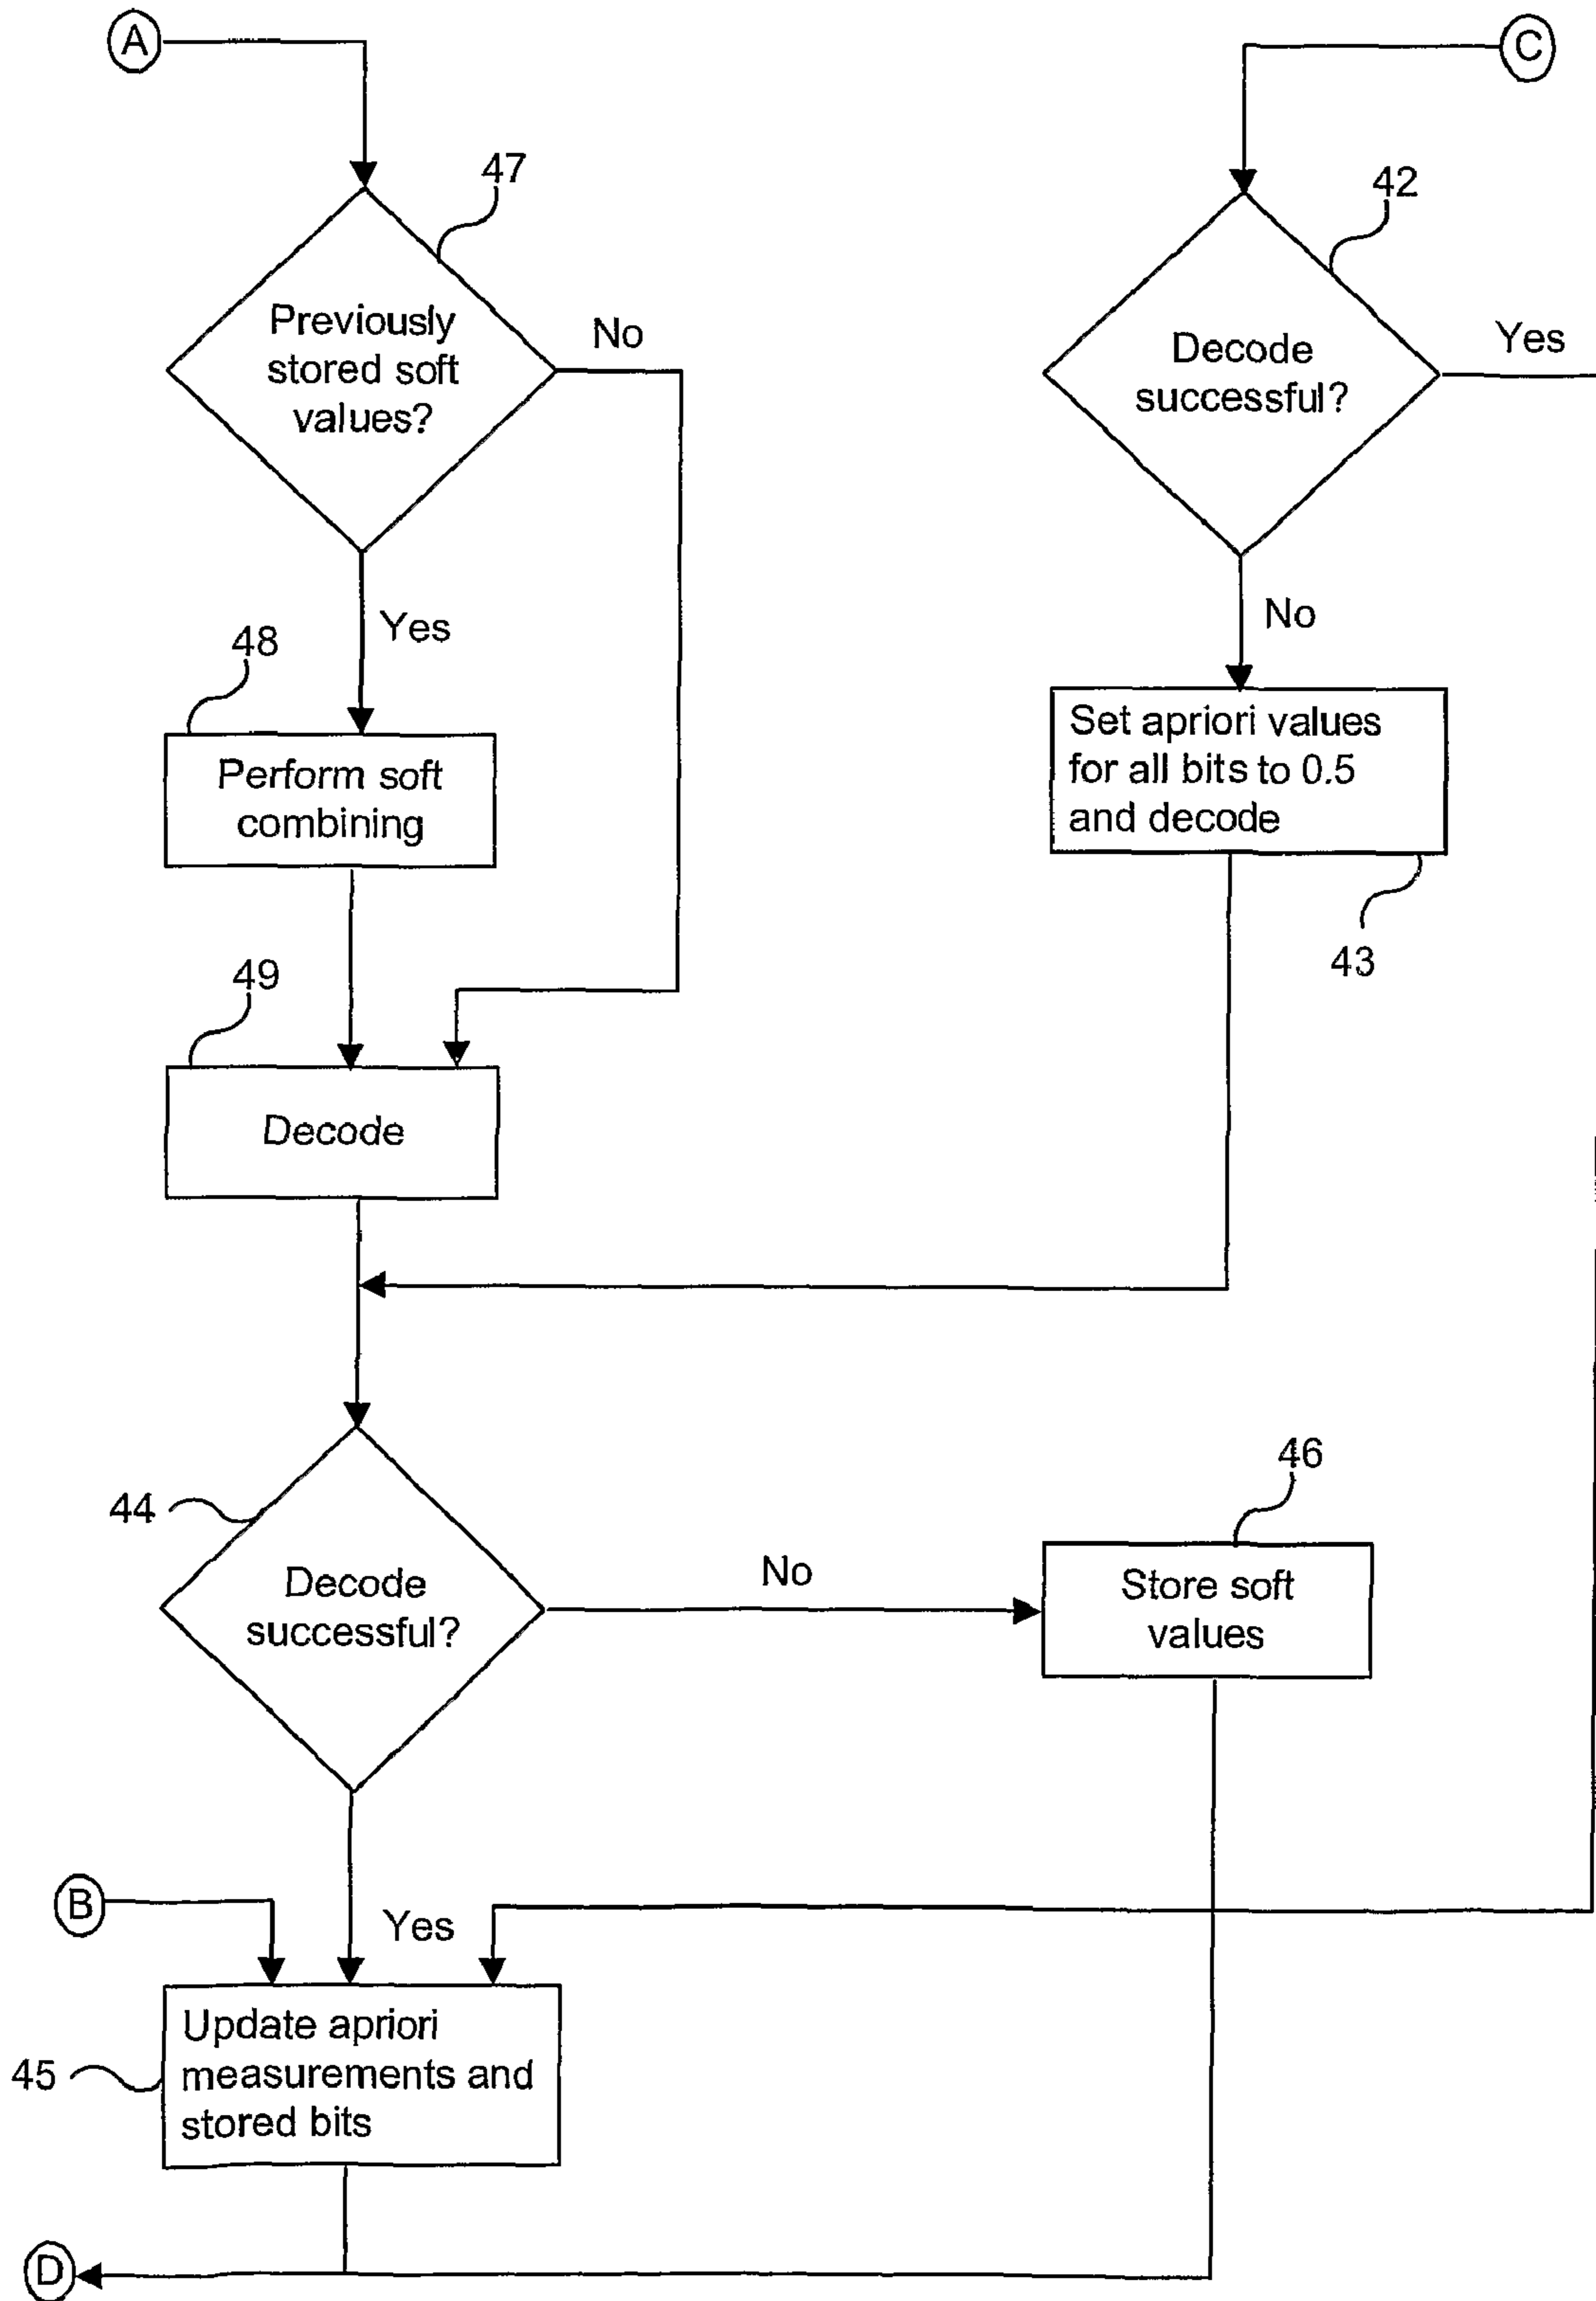 A
C
47
42
Previously
stored soft
values?
No
Decode
successful?
Yes
Yes
No
48
Perform soft
combining
Set apriori values
for all bits to 0.5
and decode
43
49
Decode
44
46
Decode
successful?
No
Store soft
values
B
Yes
Update apriori
measurements and
stored bits
45
D